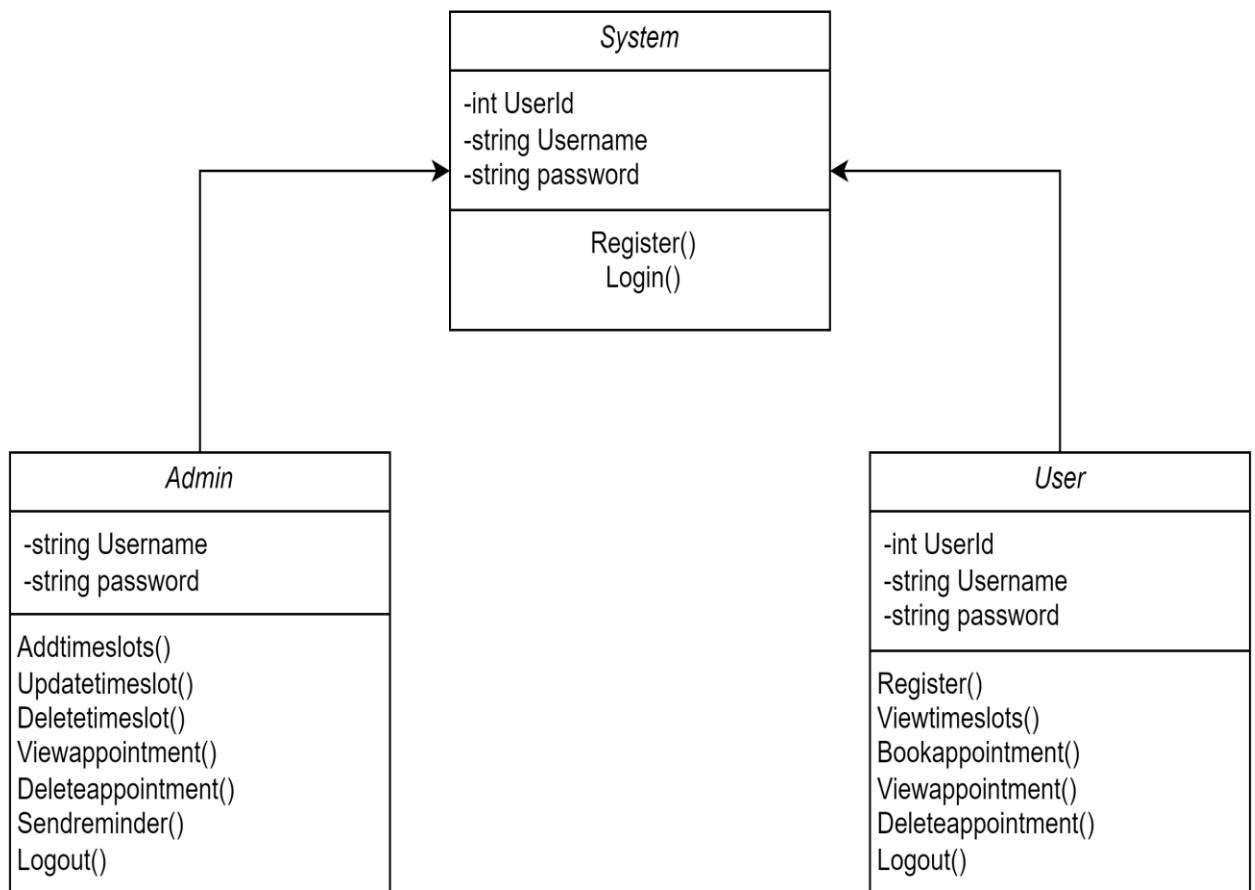 System
-int UserId
-string Username
-string password
Register()
Login()
Admin
-string Username
-string password
Addtimeslots()
Updatetimeslot()
Deletetimeslot()
Viewappointment()
Deleteappointment()
Sendreminder()
Logout()
User
-int UserId
-string Username
-string password
Register()
Viewtimeslots()
Bookappointment()
Viewappointment()
Deleteappointment()
Logout()